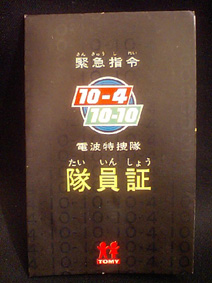 きん きゅう し れい
緊急指令
10-4
10-10
電波特捜隊
たい いん しょう
隊員証
TOMY